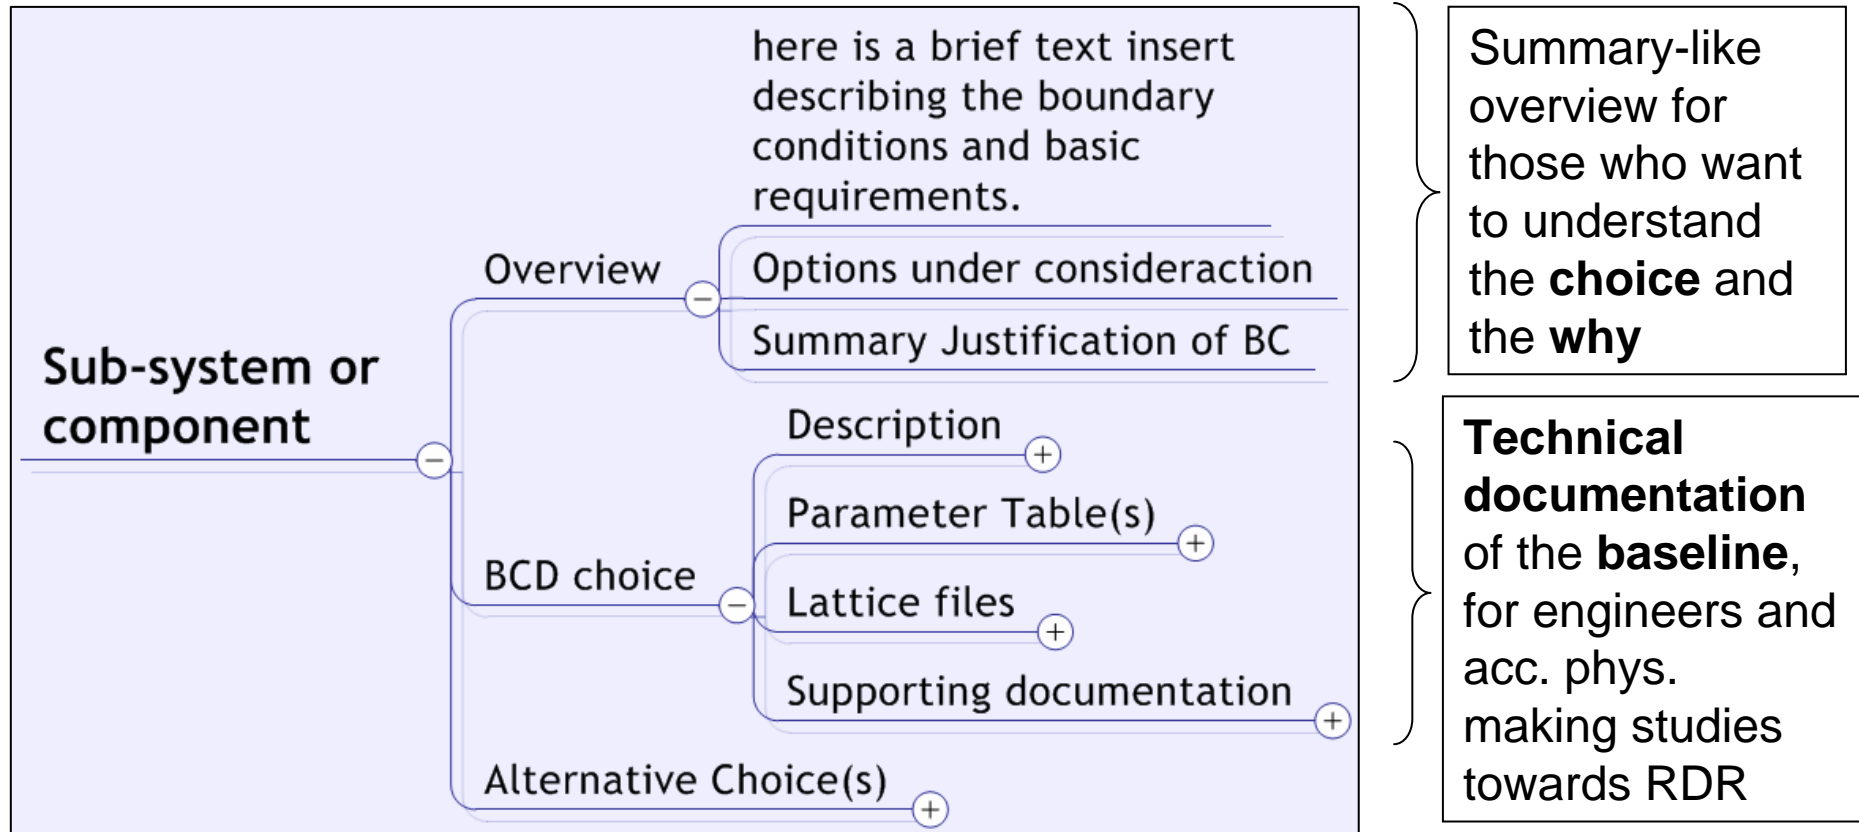 here is a brief text insert
describing the boundary
conditions and basic
requirements.
Overview
Options under consideraction
Summary Justification of BC
Sub-system or
component
Description
Parameter Table(s)
BCD choice
Lattice files
Supporting documentation
Alternative Choice(s)
Summary-like
overview for
those who want
to understand
the choice and
the why
Technical
documentation
of the baseline,
for engineers and
acc. phys.
making studies
towards RDR